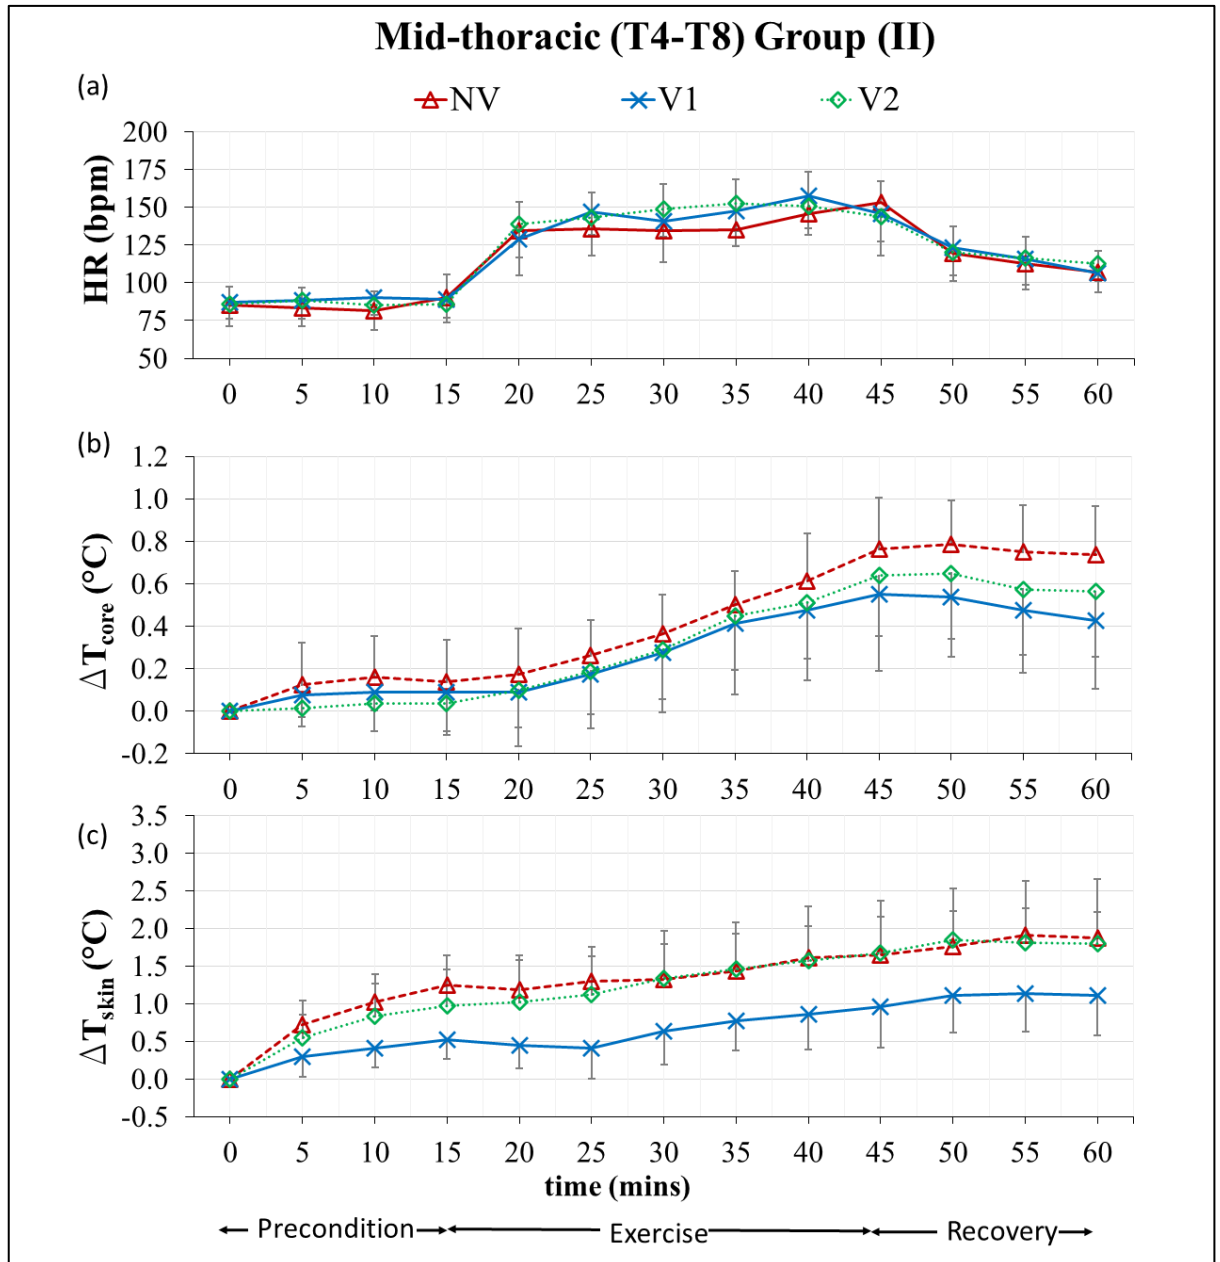 Mid-thoracic (T4-T8) Group (II)
(a)
NV V1 V2
HR (bpm)
200
175
150
125
100
75
50
0 5 10 15 20 25 30 35 40 45 50 55 60
(b)
ΔTcore (°C)
1.2
1.0
0.8
0.6
0.4
0.2
0.0
-0.2
0 5 10 15 20 25 30 35 40 45 50 55 60
(c)
ΔTskin (°C)
3.5
3.0
2.5
2.0
1.5
1.0
0.5
0.0
-0.5
0 5 10 15 20 25 30 35 40 45 50 55 60
time (mins)
Precondition Exercise Recovery